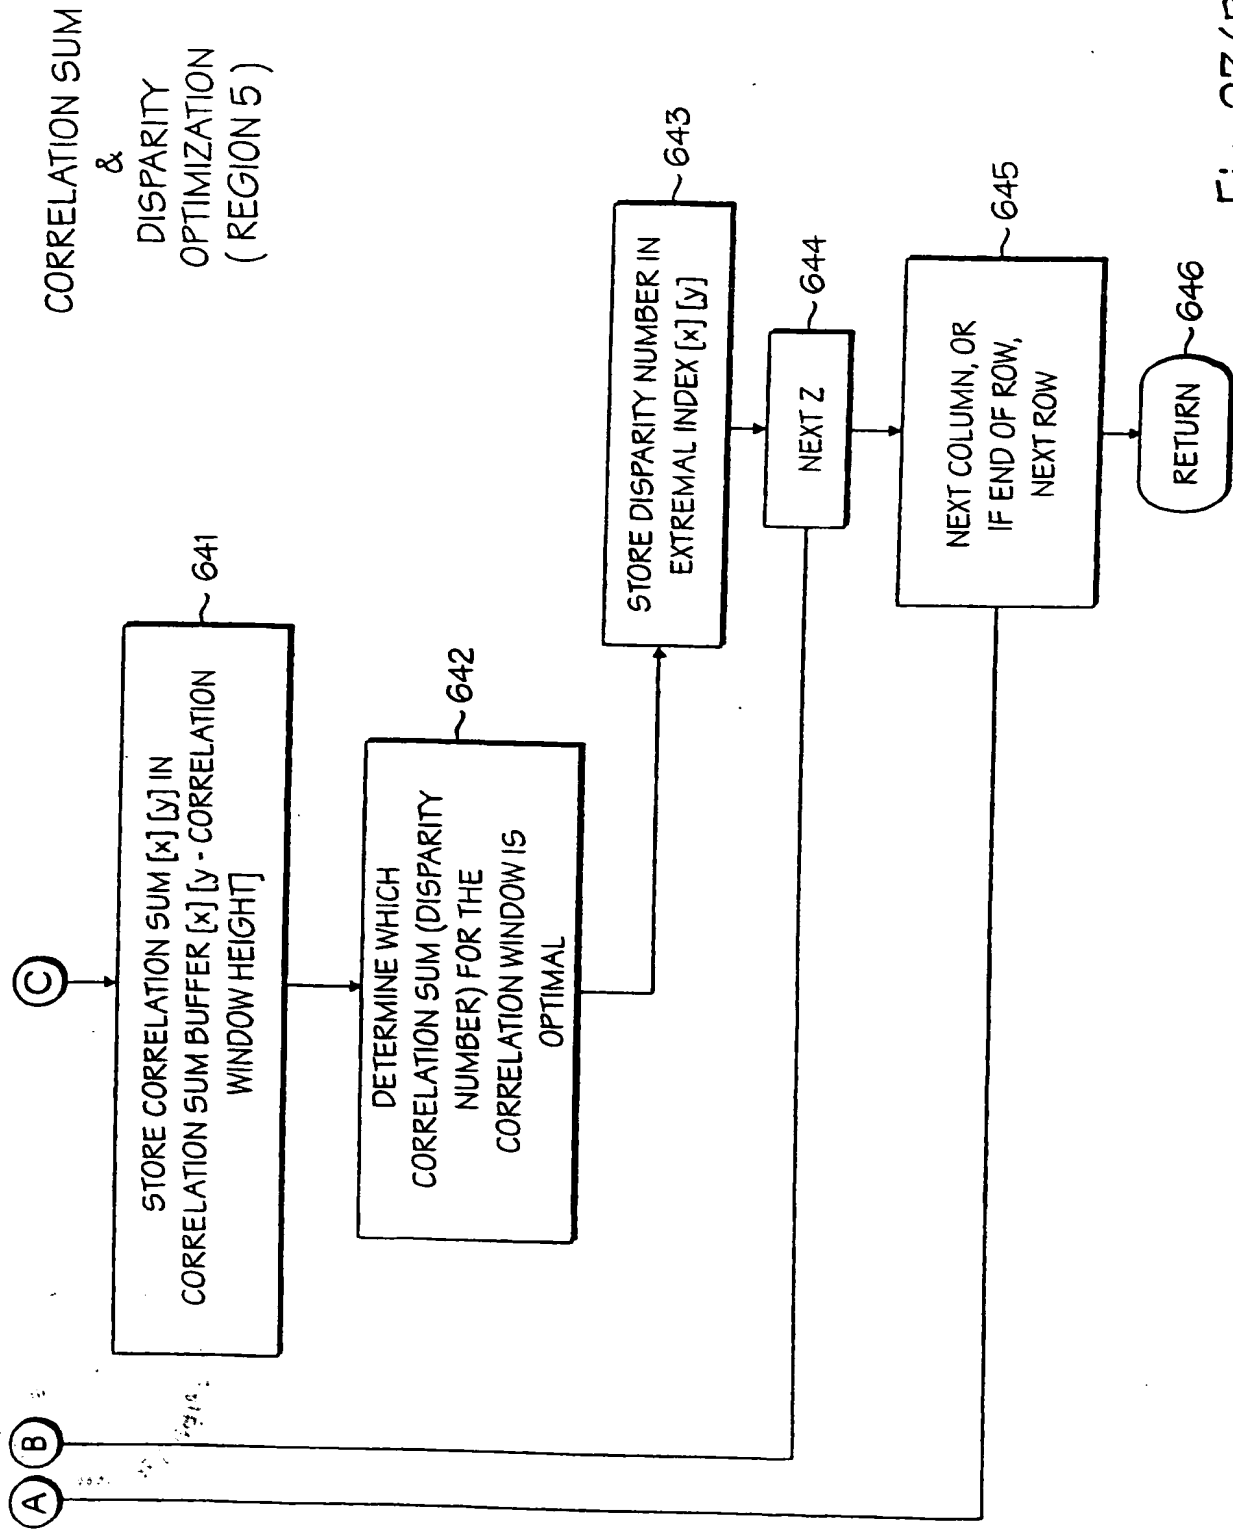 CORRELATION SUM
&
DISPARITY
OPTIMIZATION
(REGION 5)
A
B
C
STORE CORRELATION SUM [x] [y] IN
CORRELATION SUM BUFFER [x] [y - CORRELATION
WINDOW HEIGHT]
641
DETERMINE WHICH
CORRELATION SUM (DISPARITY
NUMBER) FOR THE
CORRELATION WINDOW IS
OPTIMAL
642
STORE DISPARITY NUMBER IN
EXTREMAL INDEX [x] [y]
643
NEXT Z
644
NEXT COLUMN, OR
IF END OF ROW,
NEXT ROW
645
RETURN
646